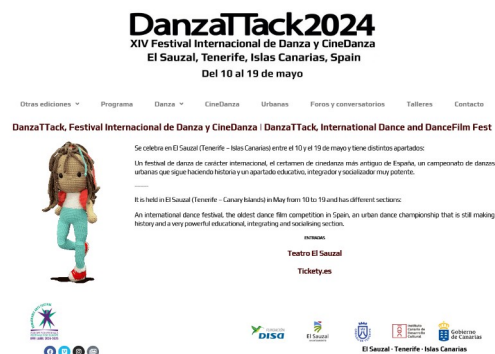 DanzaTTack2024
XIV Festival Internacional de Danza y CineDanza
El Sauzal, Tenerife, Islas Canarias, Spain
Del 10 al 19 de mayo
Otras ediciones Programa Danza CineDanza Urbanas Foros y conversatorios Talleres Contacto
DanzaTTack, Festival Internacional de Danza y CineDanza | DanzaTTack, International Dance and DanceFilm Fest
Se celebra en El Sauzal (Tenerife – Islas Canarias) entre el 10 y el 19 de mayo y tiene distintos apartados:
Un festival de danza de carácter internacional, el certamen de cinedanza más antiguo de España, un campeonato de danzas
urbanas que sigue haciendo historia y un apartado educativo, integrador y socializador muy potente.
It is held in El Sauzal (Tenerife – Canary Islands) in May from 10 to 19 and has different sections:
An international dance festival, the oldest dance film competition in Spain, an urban dance championship that is still making
history and a very powerful educational, integrating and socialising section.
ENTRADAS
Teatro El Sauzal
Tickety.es
FUNDACIÓN
DISA
El Sauzal
Instituto
Canario de
Desarrollo
Cultural
Gobierno
de Canarias
El Sauzal · Tenerife · Islas Canarias